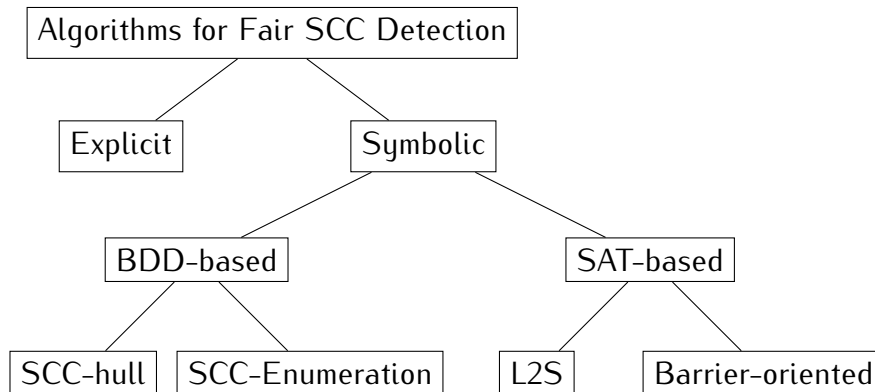 Algorithms for Fair SCC Detection
Explicit
Symbolic
BDD-based
SAT-based
SCC-hull
SCC-Enumeration
L2S
Barrier-oriented